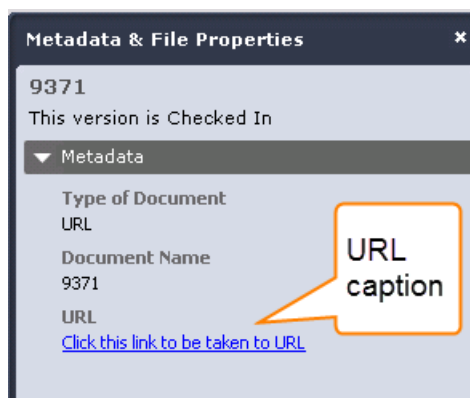 Metadata & File Properties
9371
This version is Checked In
Metadata
Type of Document
URL
Document Name
9371
URL
Click this link to be taken to URL
URL
caption